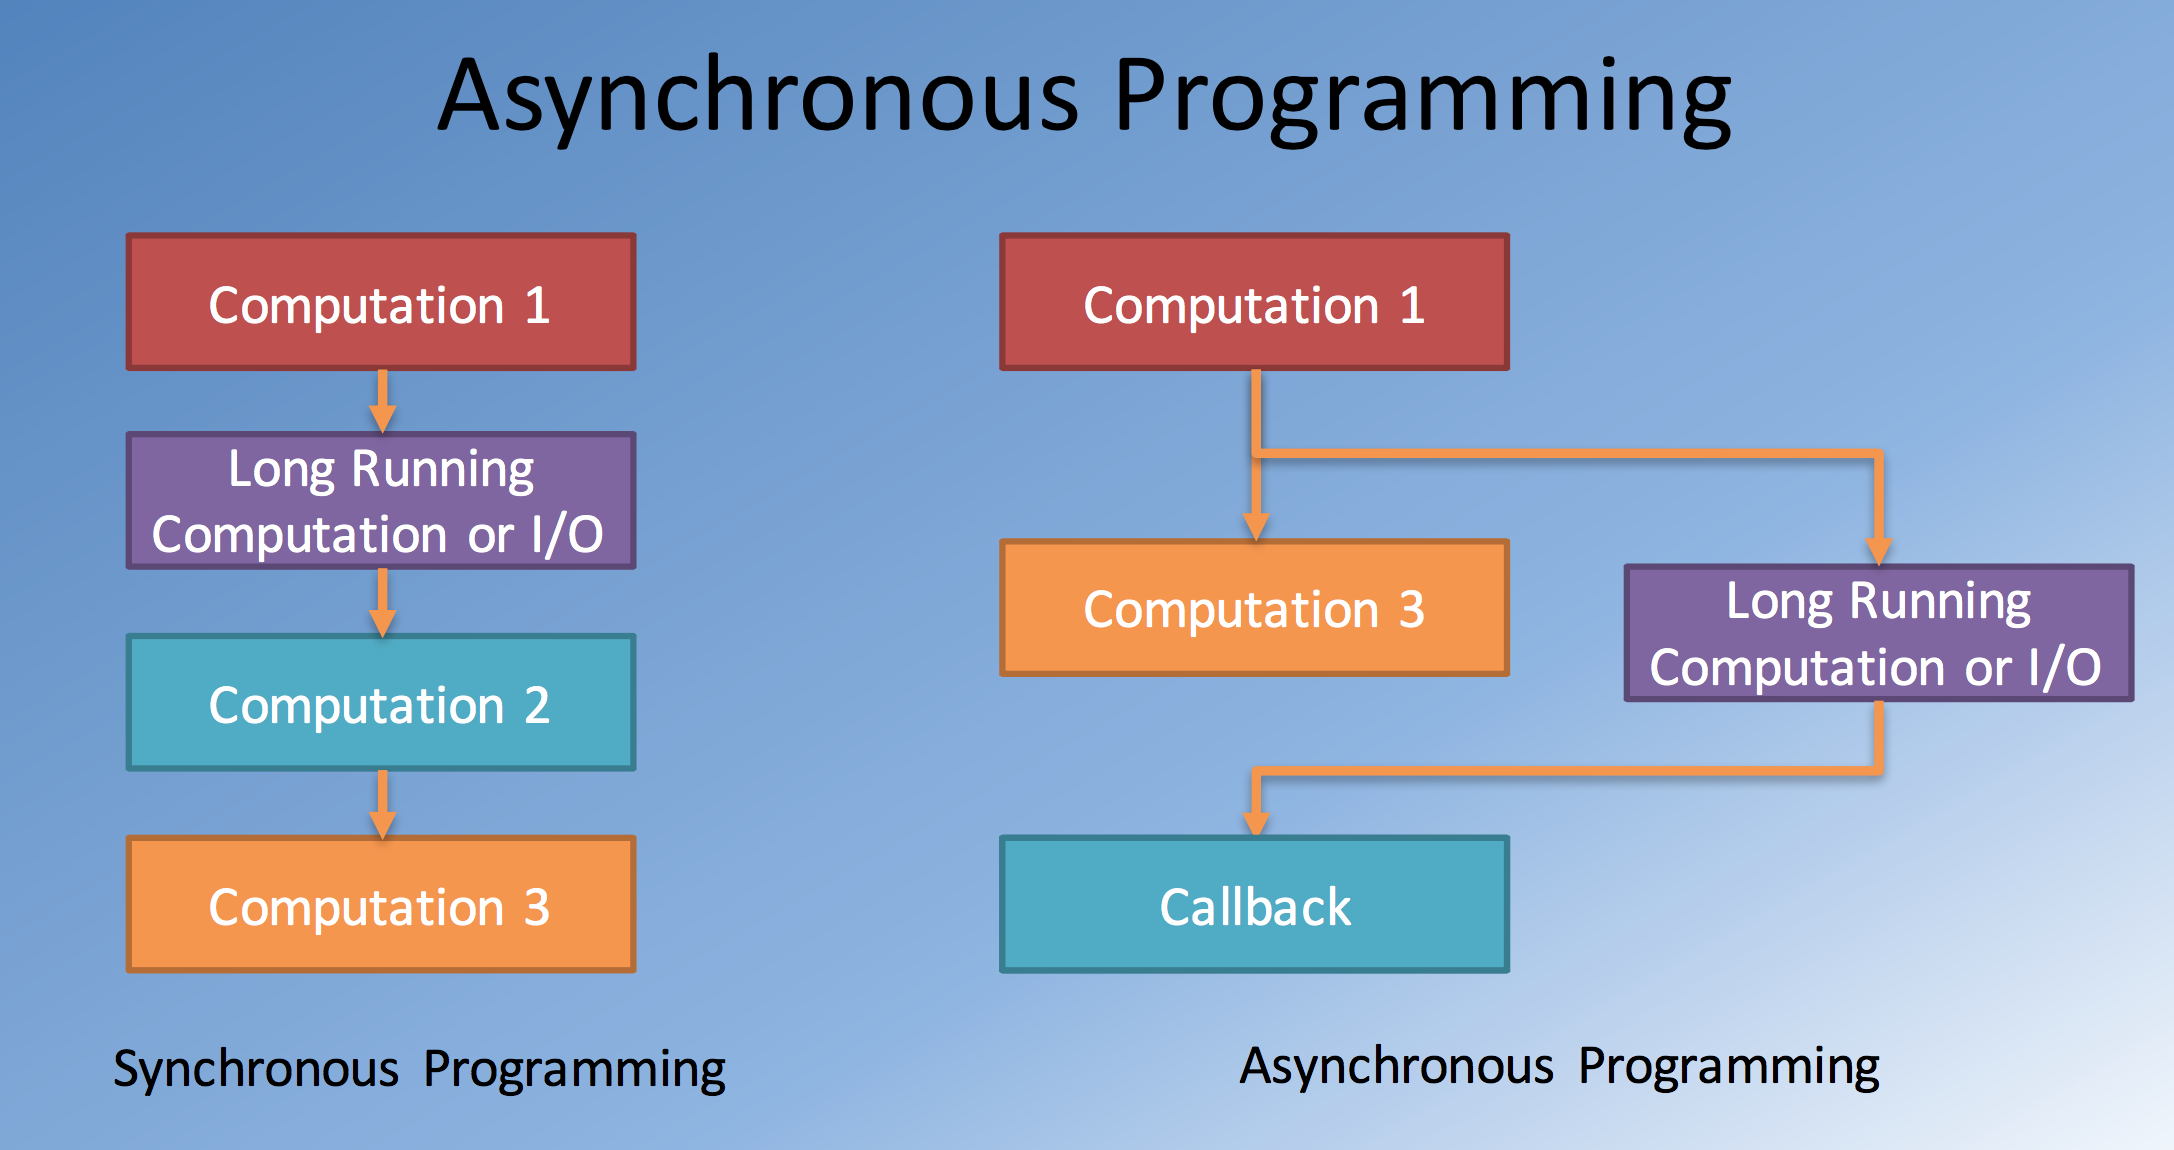 Asynchronous Programming
Computation 1
Long Running
Computation or I/O
Computation 2
Computation 3
Synchronous Programming
Computation 1
Computation 3
Long Running
Computation or I/O
Callback
Asynchronous Programming